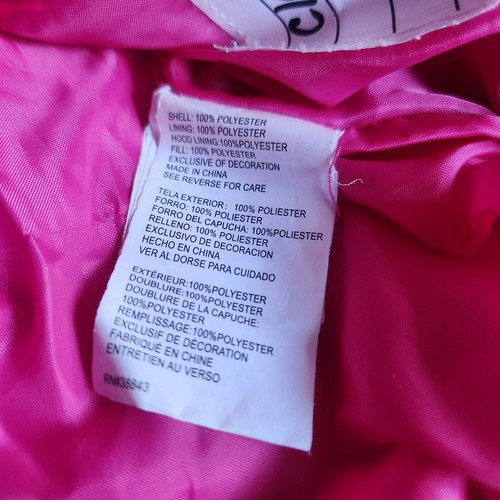 SHELL: 100% POLYESTER
LINING: 100% POLYESTER
HOOD LINING:100%POLYESTER
FILL: 100% POLYESTER
EXCLUSIVE OF DECORATION
MADE IN CHINA
SEE REVERSE FOR CARE
TELA EXTERIOR: 100% POLIESTER
FORRO: 100% POLIESTER
FORRO DEL CAPUCHA: 100%POLIESTER
RELLENO: 100% POLIESTER
EXCLUSIVO DE DECORACION
HECHO EN CHINA
VER AL DORSE PARA CUIDADO
EXTÉRIEUR:100%POLYESTER
DOUBLURE:100%POLYESTER
DOUBLURE DE LA CAPUCHE:
100%POLYESTER
REMPLISSAGE:100%POLYESTER
EXCLUSIF DE DÉCORATION
FABRIQUÉ EN CHINE
ENTRETIEN AU VERSO
RN#38843